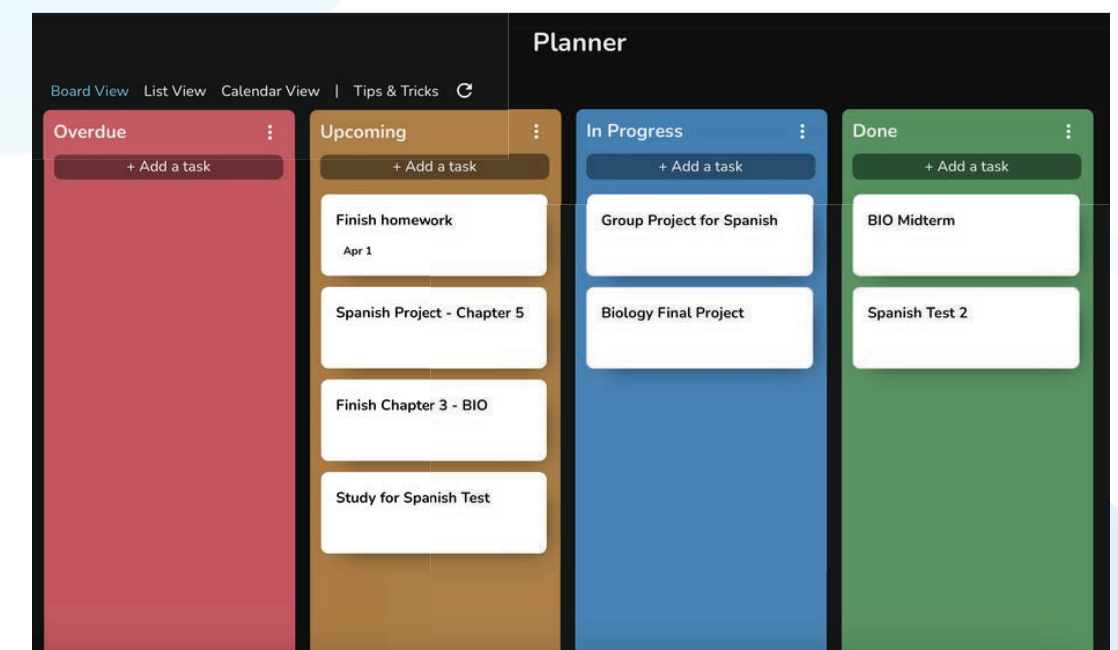 Planner
Board View List View Calendar View | Tips & Tricks
Overdue
+ Add a task
Upcoming
+ Add a task
Finish homework
Apr 1
Spanish Project - Chapter 5
Finish Chapter 3 - BIO
Study for Spanish Test
In Progress
+ Add a task
Group Project for Spanish
Biology Final Project
Done
+ Add a task
BIO Midterm
Spanish Test 2